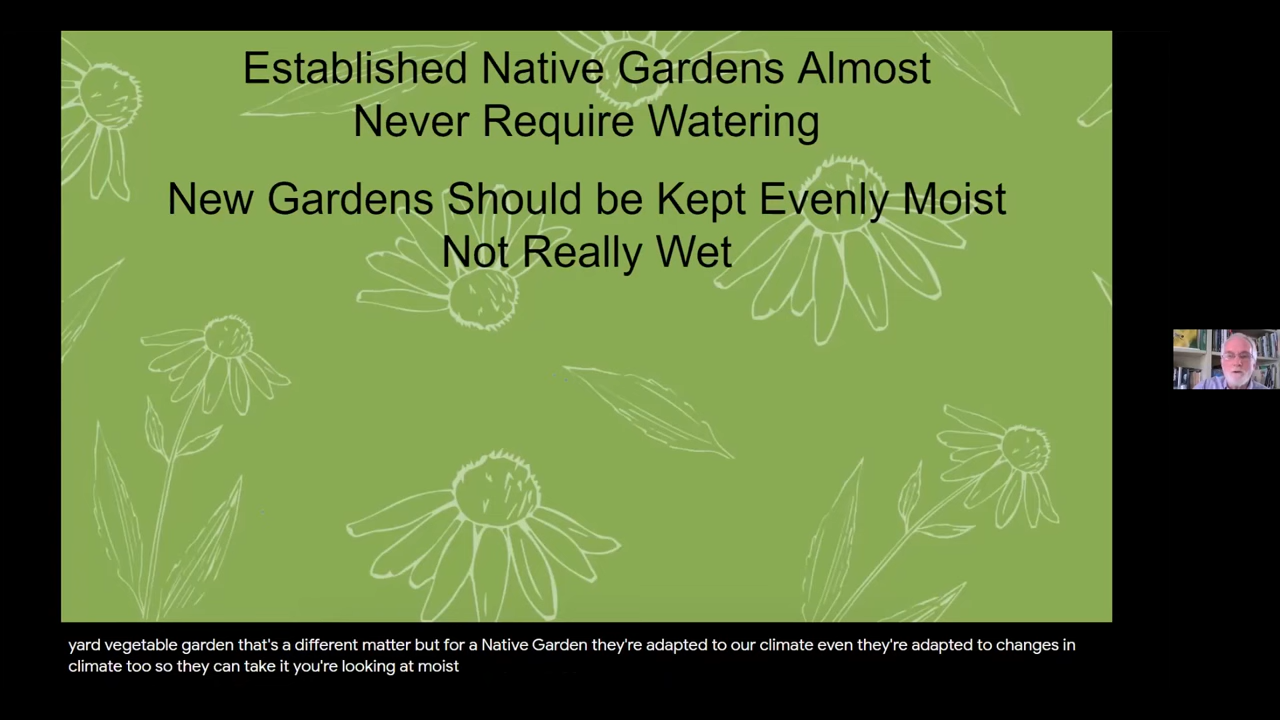 Established Native Gardens Almost
Never Require Watering
New Gardens Should be Kept Evenly Moist
Not Really Wet
yard vegetable garden that's a different matter but for a Native Garden they're adapted to our climate even they're adapted to changes in
climate too so they can take it you're looking at moist